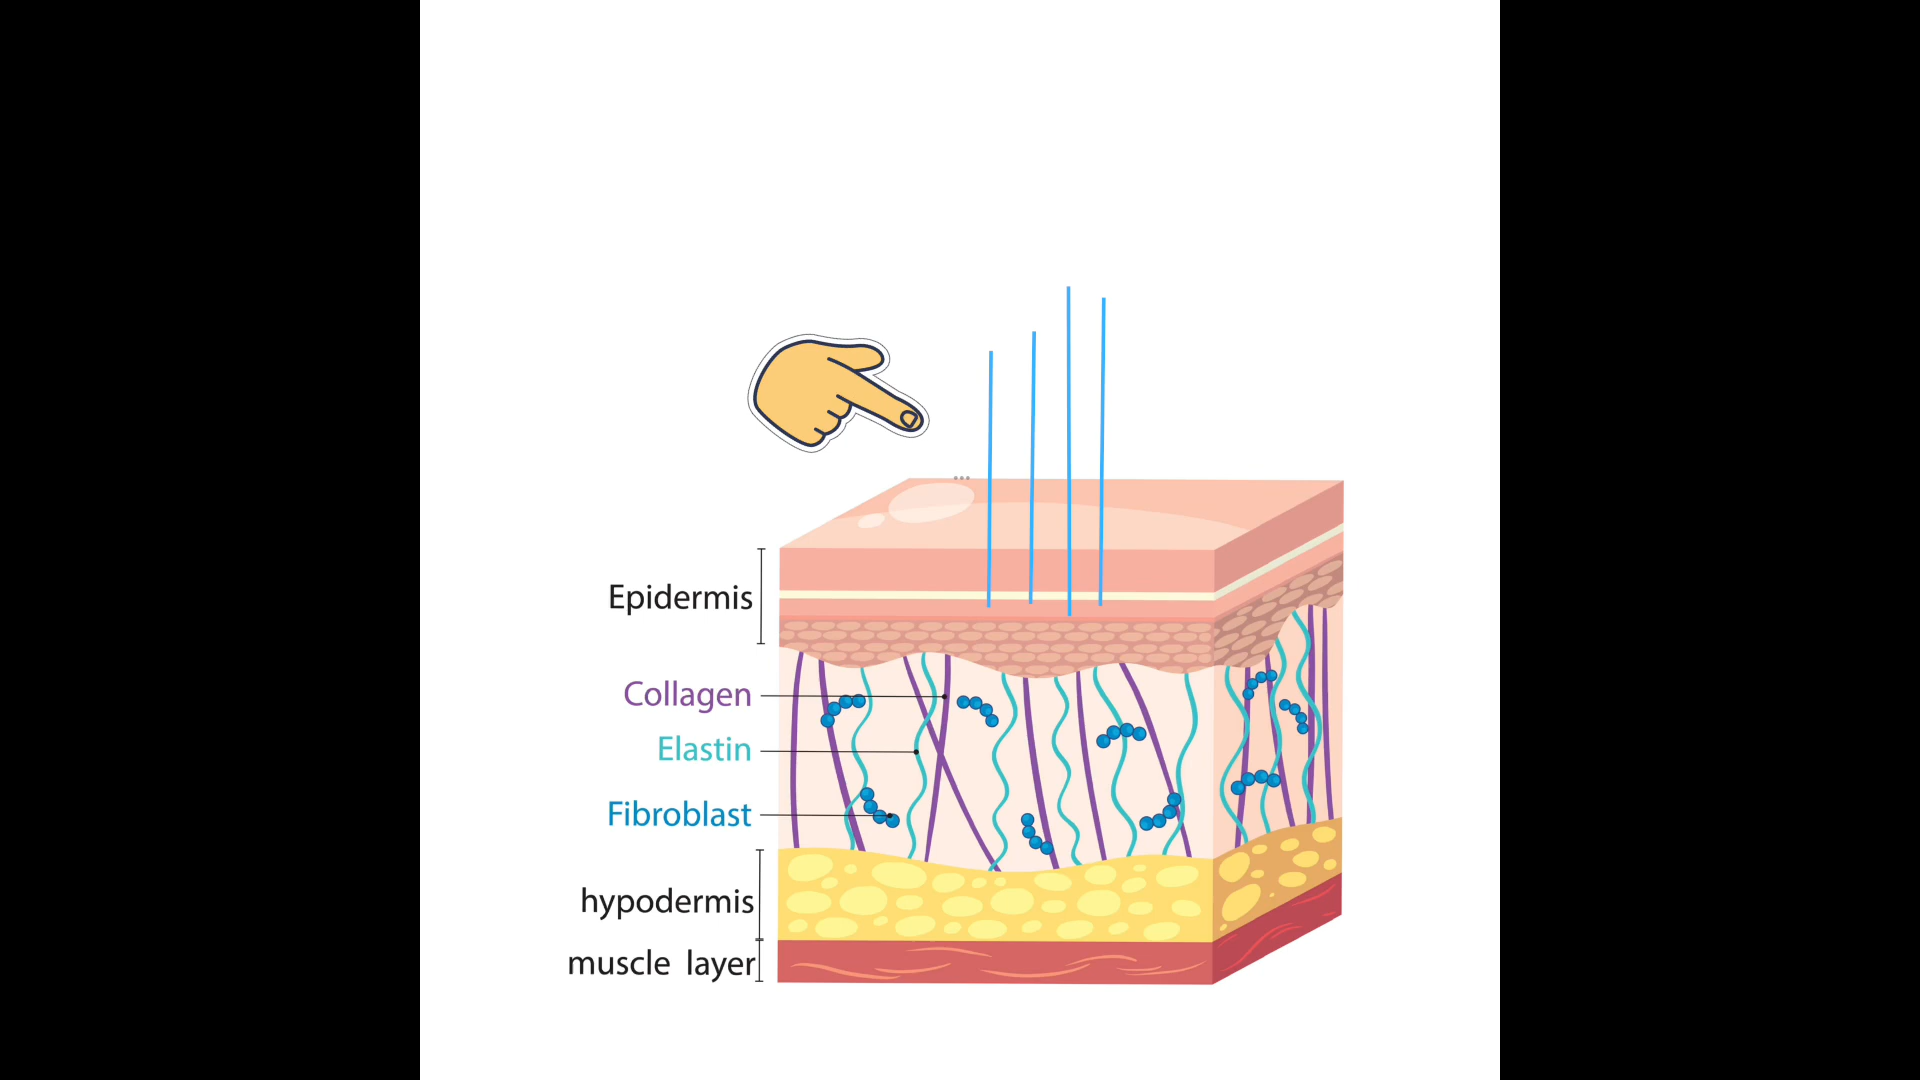 Epidermis
Collagen
Elastin
Fibroblast
hypodermis
muscle layer